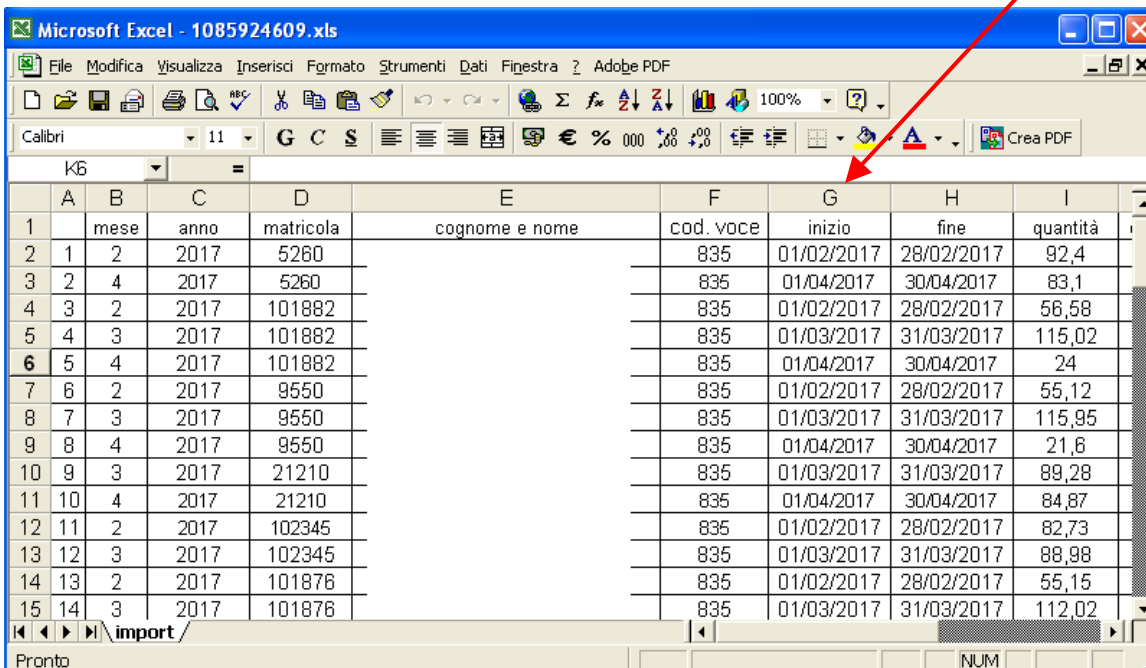 Microsoft Excel - 1085924609.xls
File Modifica Visualizza Inserisci Formato Strumenti Dati Finestra ? Adobe PDF
100%
Calibri 11 G C S € % 000 Crea PDF
K6 =
A B C D E F G H I
1 mese anno matricola cognome e nome cod. voce inizio fine quantità
2 1 2 2017 5260 835 01/02/2017 28/02/2017 92,4
3 2 4 2017 5260 835 01/04/2017 30/04/2017 83,1
4 3 2 2017 101882 835 01/02/2017 28/02/2017 56,58
5 4 3 2017 101882 835 01/03/2017 31/03/2017 115,02
6 5 4 2017 101882 835 01/04/2017 30/04/2017 24
7 6 2 2017 9550 835 01/02/2017 28/02/2017 55,12
8 7 3 2017 9550 835 01/03/2017 31/03/2017 115,95
9 8 4 2017 9550 835 01/04/2017 30/04/2017 21,6
10 9 3 2017 21210 835 01/03/2017 31/03/2017 89,28
11 10 4 2017 21210 835 01/04/2017 30/04/2017 84,87
12 11 2 2017 102345 835 01/02/2017 28/02/2017 82,73
13 12 3 2017 102345 835 01/03/2017 31/03/2017 88,98
14 13 2 2017 101876 835 01/02/2017 28/02/2017 55,15
15 14 3 2017 101876 835 01/03/2017 31/03/2017 112,02
import
Pronto NUM